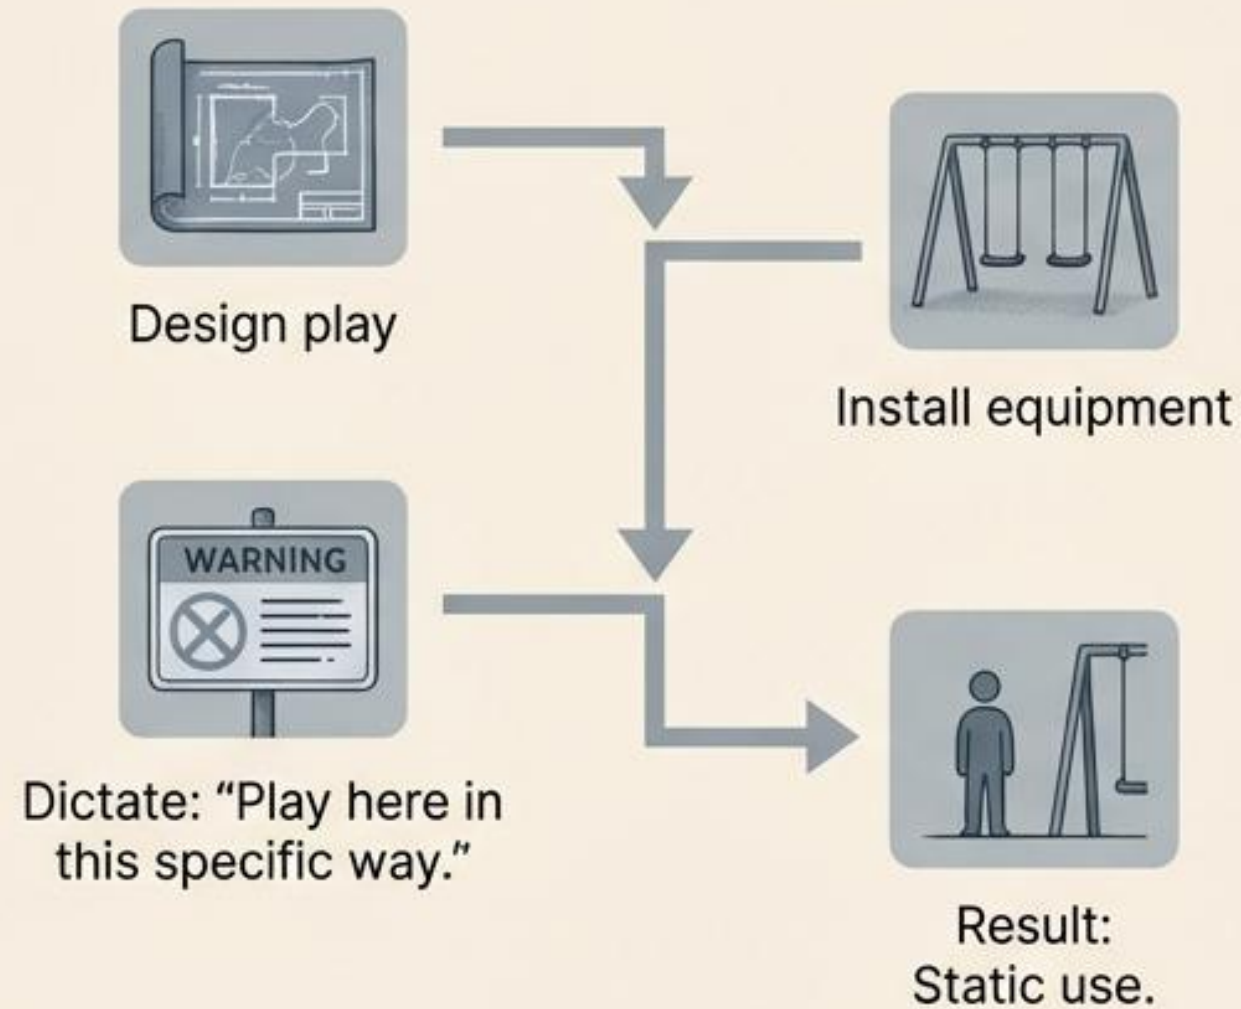 Design play
Install equipment
WARNING
Dictate: “Play here in
this specific way.”
Result:
Static use.